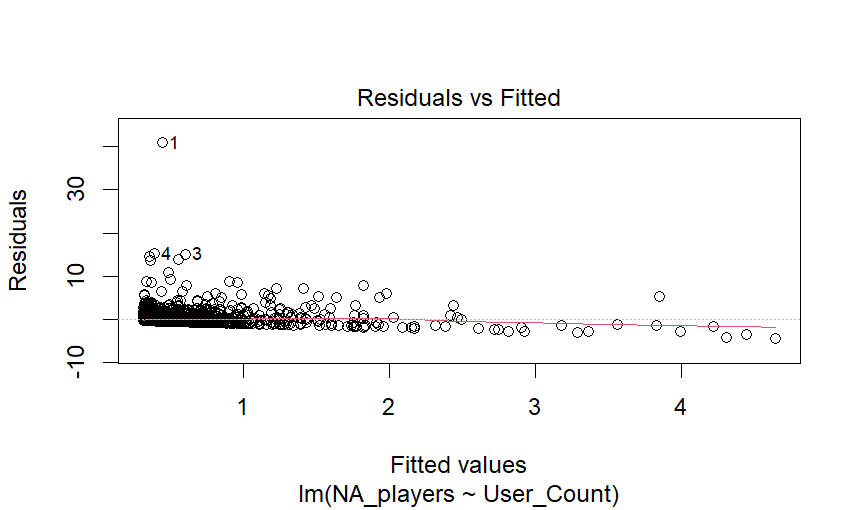 Residuals vs Fitted
Residuals
30
10
-10
1
4
3
1
2
3
4
Fitted values
lm(NA_players ~ User_Count)